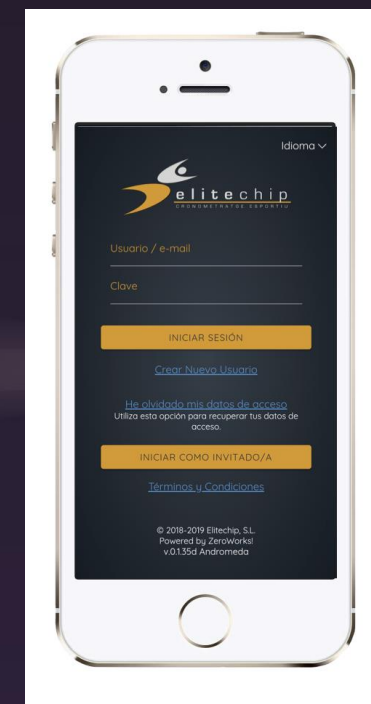 Idioma
elitechip
CRONOMETRATGE ESPORTIU
Usuario / e-mail
Clave
INICIAR SESIÓN
Crear Nuevo Usuario
He olvidado mis datos de acceso
Utiliza esta opción para recuperar tus datos de
acceso.
INICIAR COMO INVITADO/A
Términos y Condiciones
© 2018-2019 Elitechip, S.L.
Powered by ZeroWorks!
v.0.1.35d Andromeda